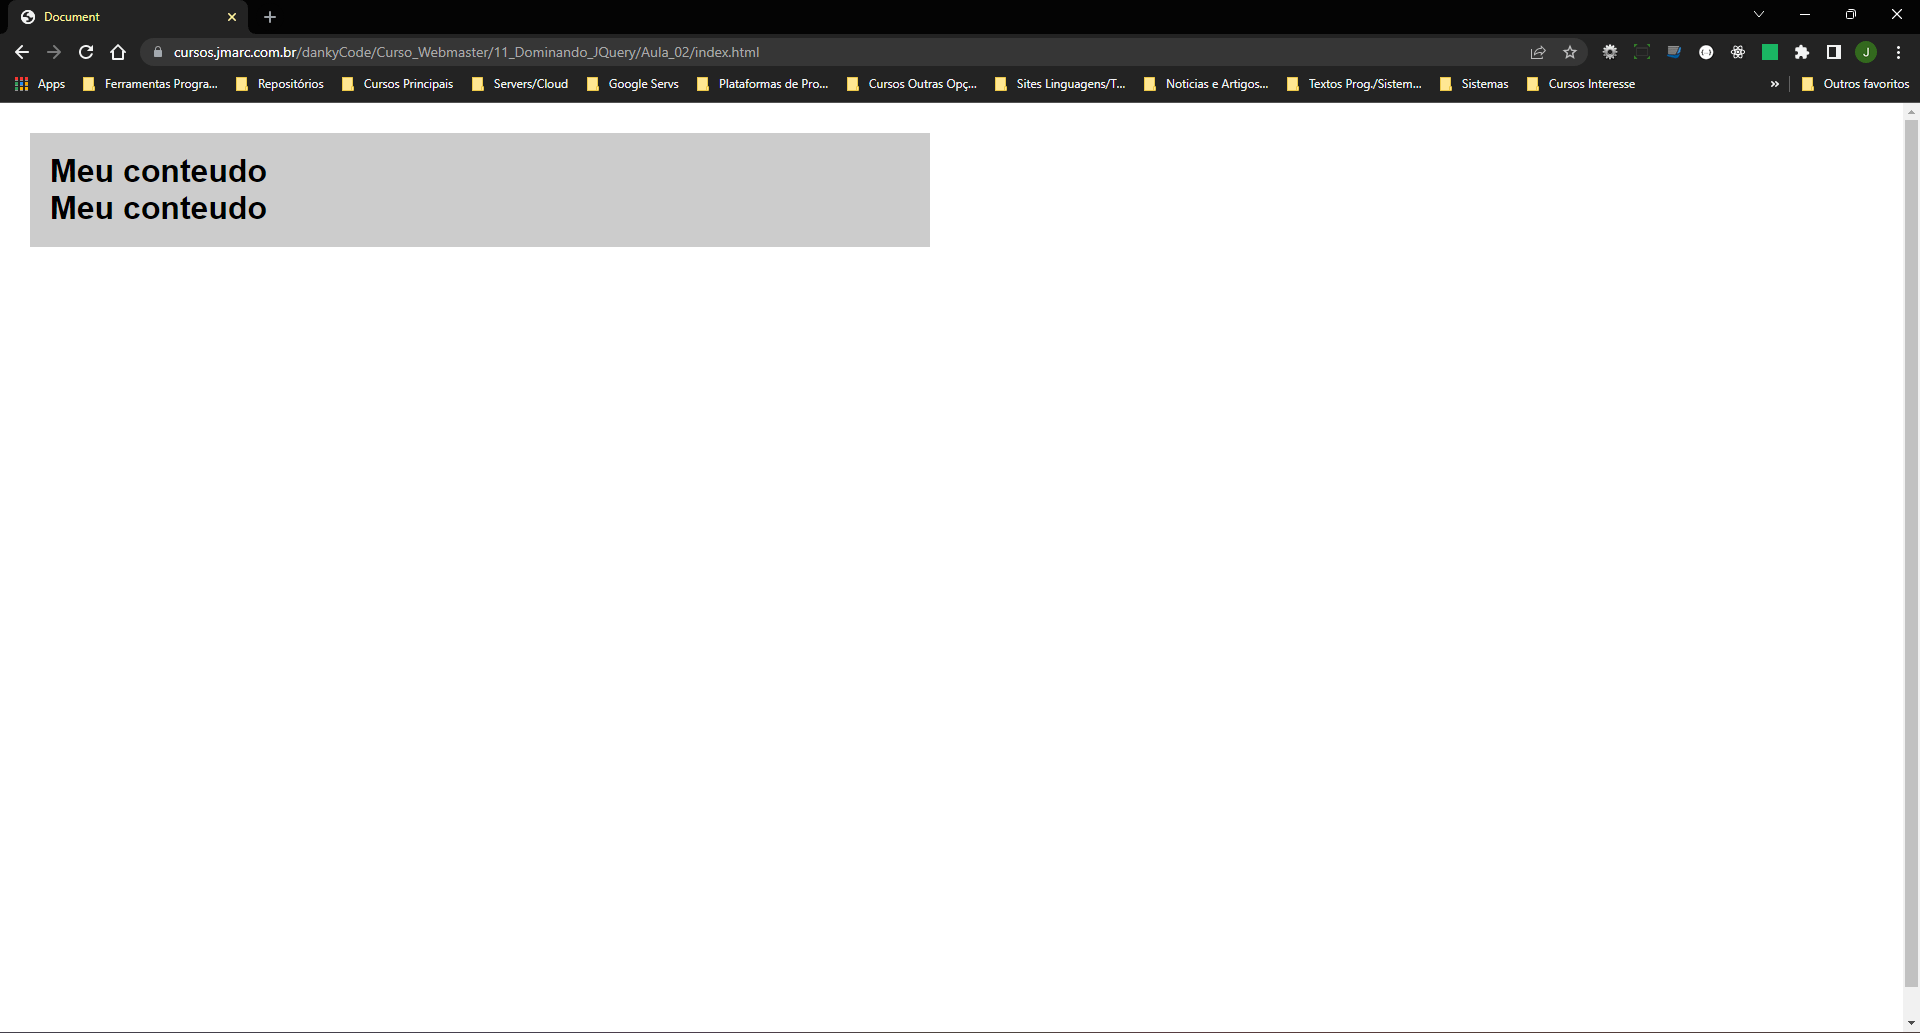 Document
cursos.jmarc.com.br/dankyCode/Curso_Webmaster/11_Dominando_JQuery/Aula_02/index.html
J
Apps Ferramentas Progra... Repositórios Cursos Principais Servers/Cloud Google Servs Plataformas de Pro... Cursos Outras Opç... Sites Linguagens/T... Noticias e Artigos... Textos Prog./Sistem... Sistemas Cursos Interesse » Outros favoritos
Meu conteudo
Meu conteudo